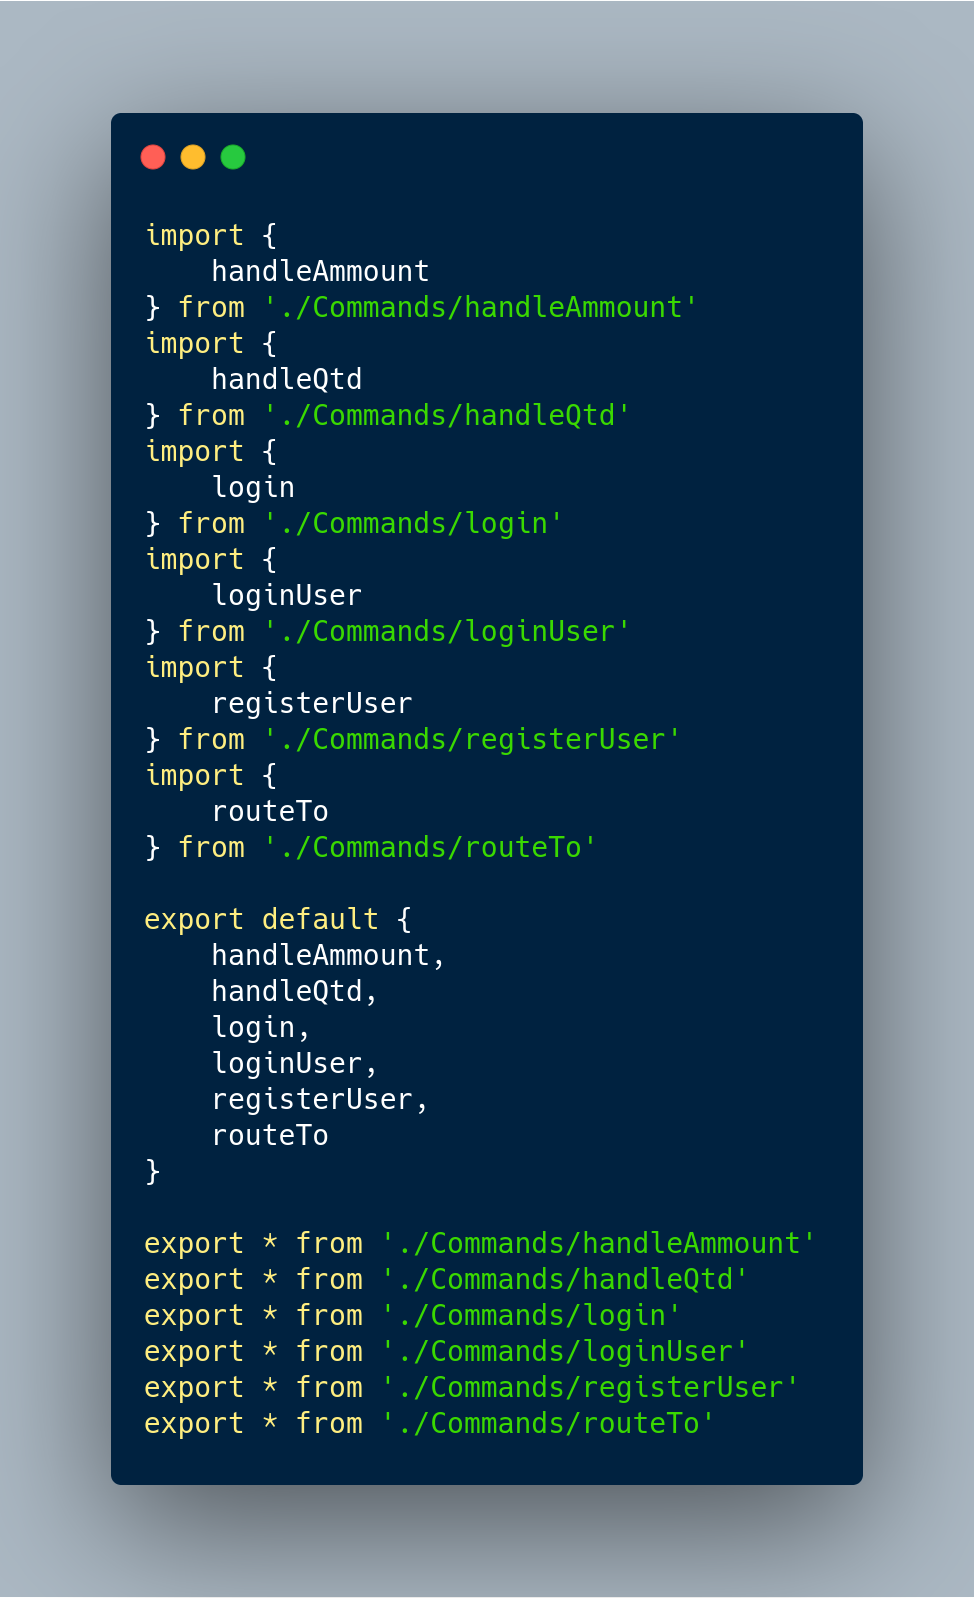 import {
    handleAmmount
} from './Commands/handleAmmount'
import {
    handleQtd
} from './Commands/handleQtd'
import {
    login
} from './Commands/login'
import {
    loginUser
} from './Commands/loginUser'
import {
    registerUser
} from './Commands/registerUser'
import {
    routeTo
} from './Commands/routeTo'

export default {
    handleAmmount,
    handleQtd,
    login,
    loginUser,
    registerUser,
    routeTo
}

export * from './Commands/handleAmmount'
export * from './Commands/handleQtd'
export * from './Commands/login'
export * from './Commands/loginUser'
export * from './Commands/registerUser'
export * from './Commands/routeTo'